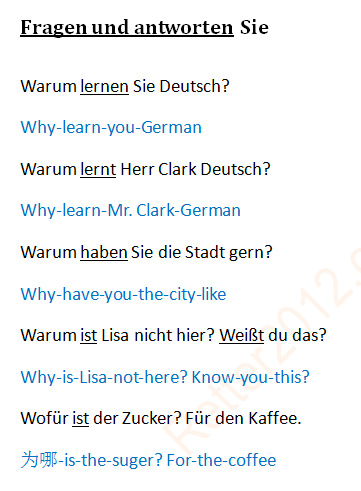 Fragen und antworten Sie
Warum lernen Sie Deutsch?
Why-learn-you-German
Warum lernt Herr Clark Deutsch?
Why-learn-Mr. Clark-German
Warum haben Sie die Stadt gern?
Why-have-you-the-city-like
Warum ist Lisa nicht hier? Weißt du das?
Why-is-Lisa-not-here? Know-you-this?
Wofür ist der Zucker? Für den Kaffee.
为哪-is-the-suger? For-the-coffee